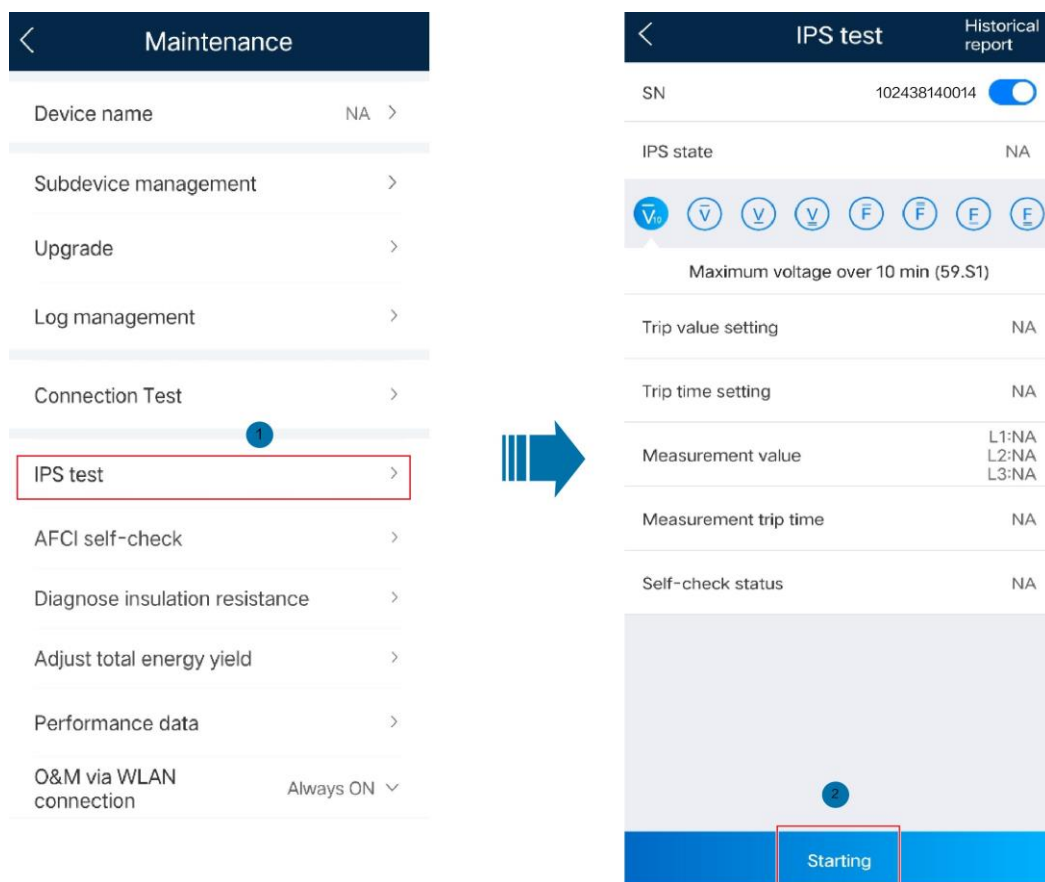 Maintenance
Device name NA
Subdevice management
Upgrade
Log management
Connection Test
1
IPS test
AFCI self-check
Diagnose insulation resistance
Adjust total energy yield
Performance data
O&M via WLAN
connection Always ON
IPS test Historical
report
SN 102438140014
IPS state NA
V10 V V V F F F F
Maximum voltage over 10 min (59.S1)
Trip value setting NA
Trip time setting NA
L1:NA
Measurement value L2:NA
L3:NA
Measurement trip time NA
Self-check status NA
2
Starting